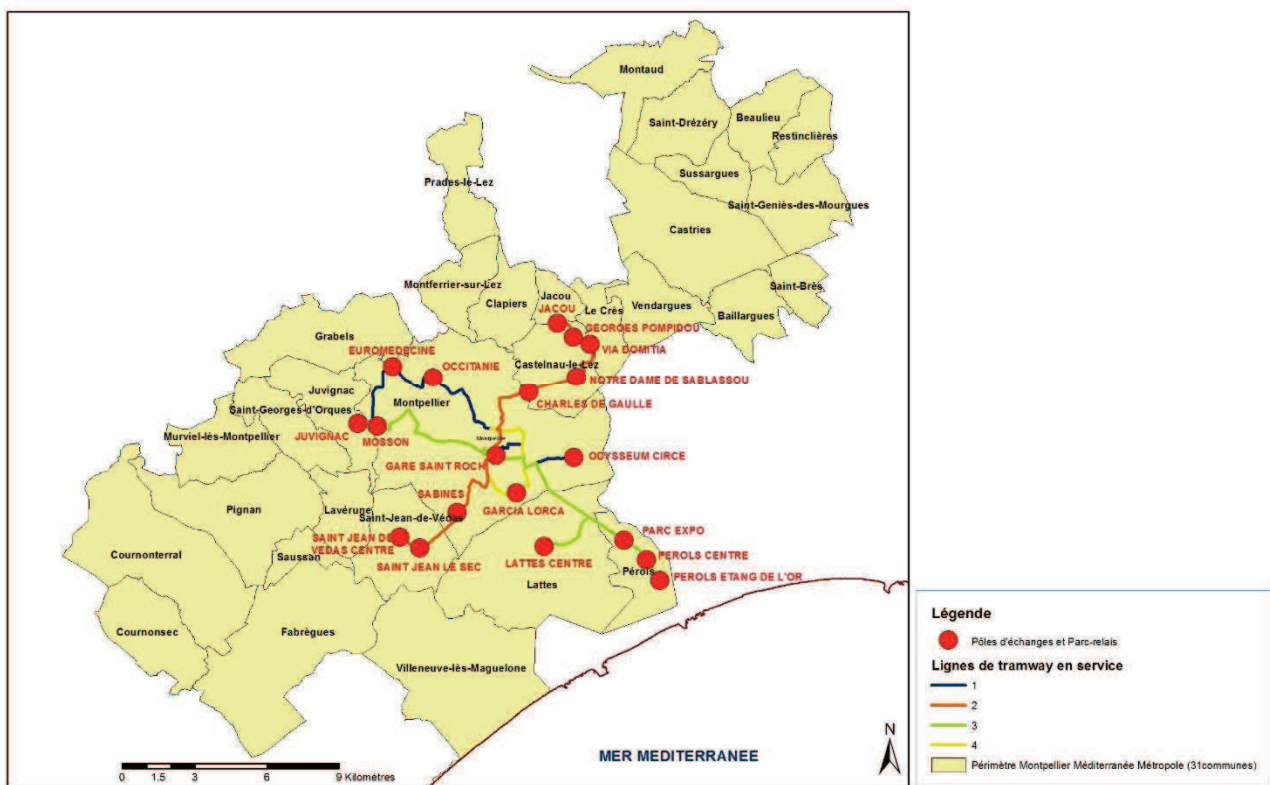 Montaud
Saint-Drézéry
Beaulieu
Restinclières
Sussargues
Prades-le-Lez
Saint-Geniès-des-Mourgues
Castries
Montferrier-sur-Lez
Clapiers
Jacou
JACOU
Le Crès
Vendargues
Saint-Brès
Baillargues
Grabels
GEORGES POMPIDOU
EUROMEDECINE
VIA DOMITIA
OCCITANIE
Castelnau-le-Lez
NOTRE DAME DE SABLASSOU
Juvignac
Montpellier
CHARLES DE GAULLE
Saint-Georges-d'Orques
Murviel-lès-Montpellier
JUVIGNAC
MOSSON
Montpellier
GARE SAINT ROCH
ODYSSEUM CIRCE
SABINES
Pignan
Lavérune
GARCIA LORCA
Saint-Jean-de-Védas
PARC EXPO
SAINT JEAN DE
VEDAS CENTRE
Cournonterral
Saussan
SAINT JEAN LE SEC
LATTES CENTRE
PEROLS CENTRE
Pérols
PEROLS ETANG DE L'OR
Lattes
Cournonsec
Fabrègues
Villeneuve-lès-Maguelone
MER MEDITERRANEE
N
0 1.5 3 6 9 Kilomètres
Légende
Pôles d'échanges et Parc-relais
Lignes de tramway en service
1
2
3
4
Périmètre Montpellier Méditerranée Métropole (31communes)